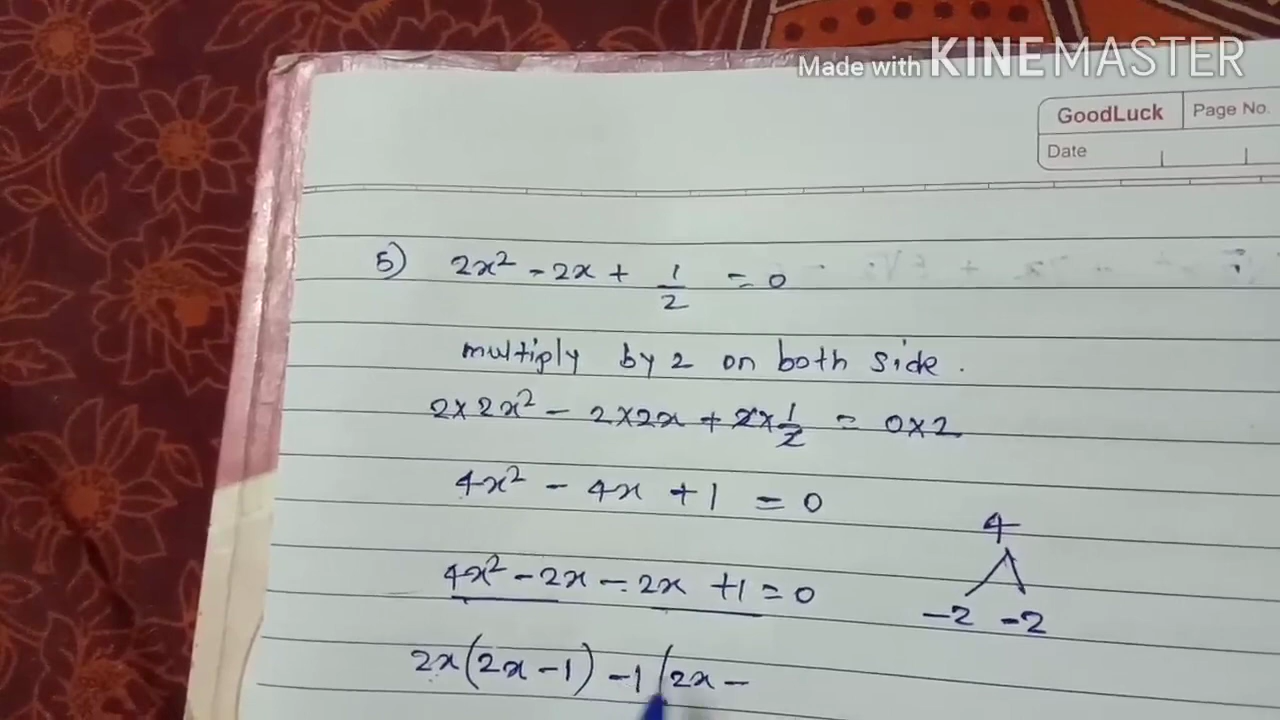 Made with KINEMASTER
GoodLuck Page No.
Date
5) 2x² - 2x + 1/2 = 0
multiply by 2 on both side.
2×2x² - 2×2x + 2×1/2 = 0×2
4x² - 4x + 1 = 0
4
4x² - 2x - 2x + 1 = 0
-2 -2
2x(2x - 1) - 1(2x -